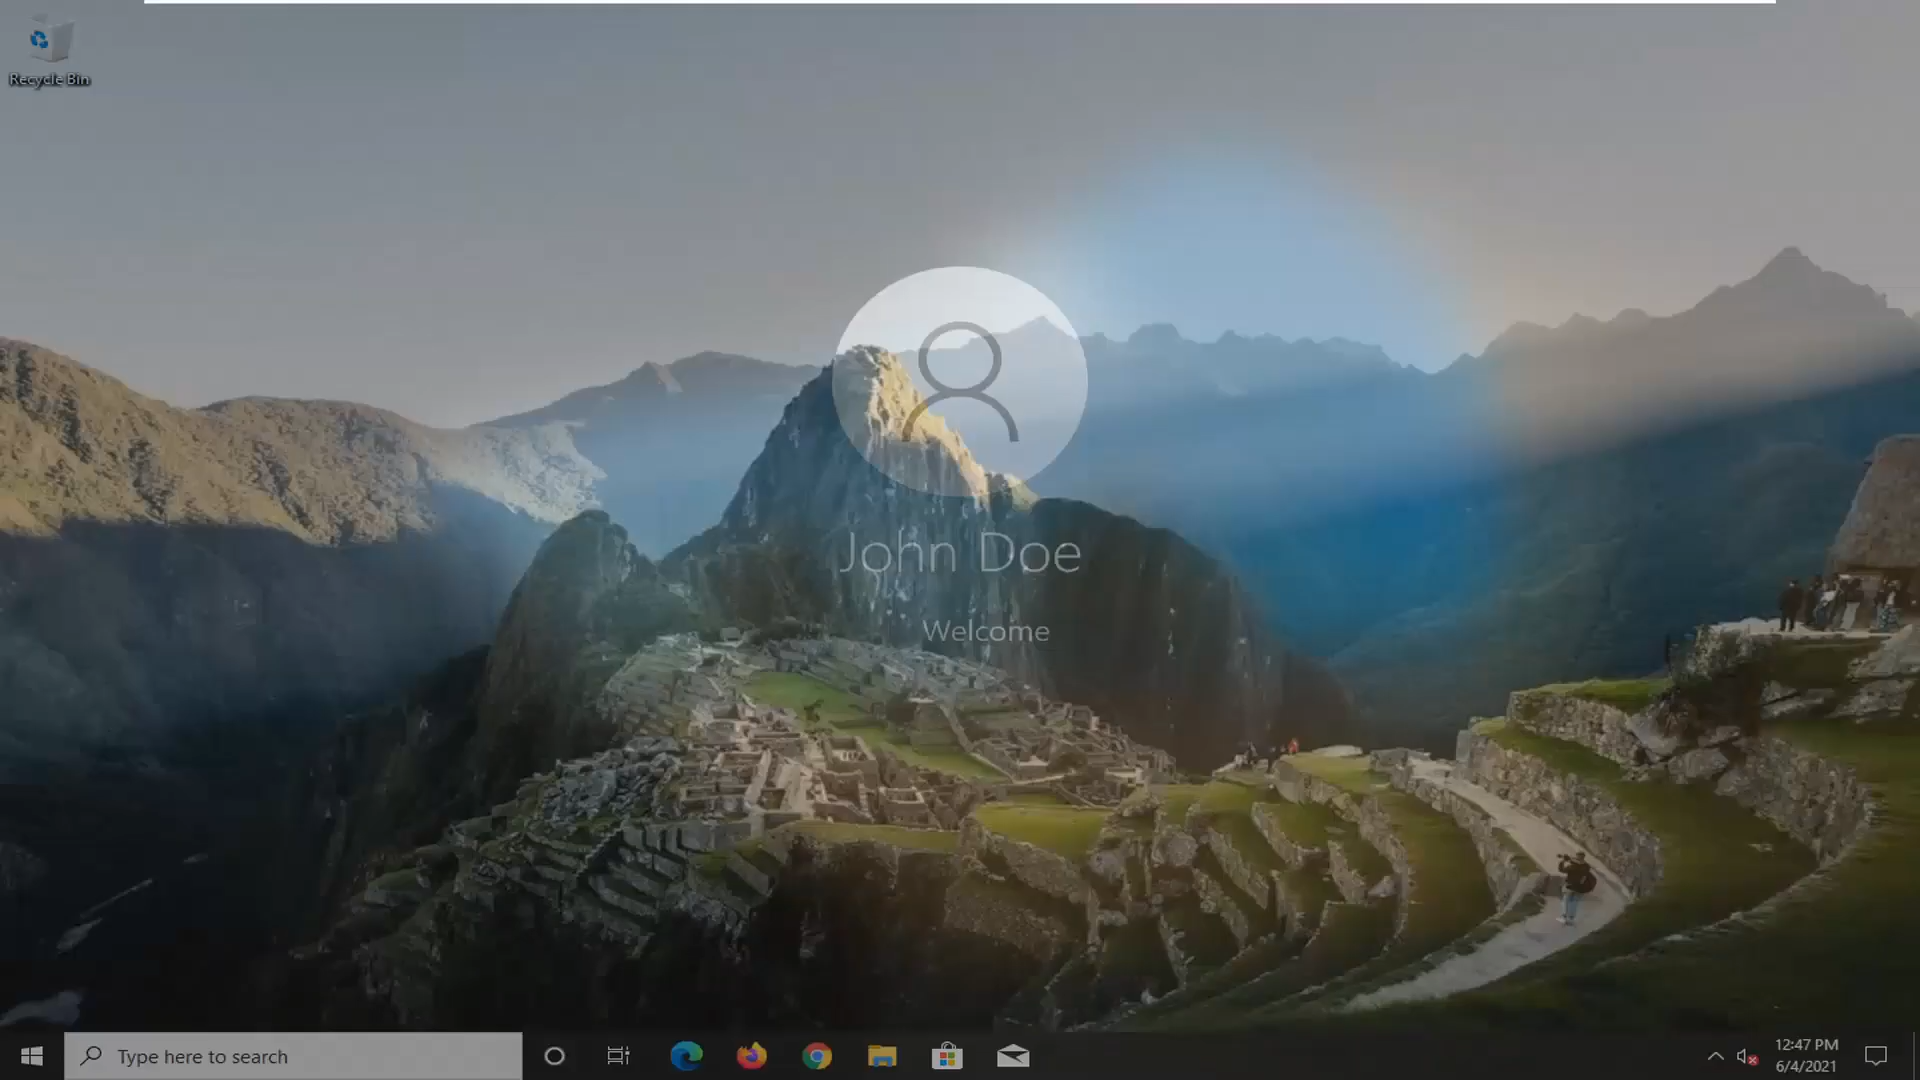 Recycle Bin
John Doe
Welcome
Type here to search
12:47 PM
6/4/2021